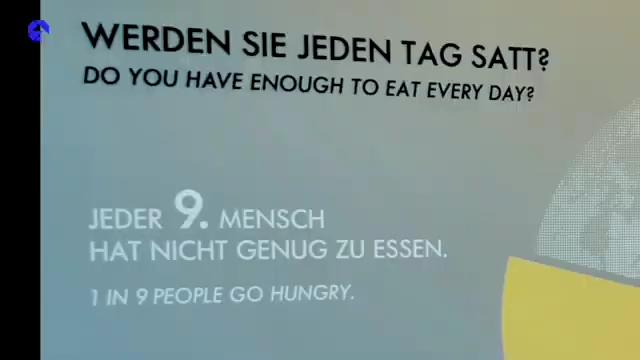 WERDEN SIE JEDEN TAG SATT?
DO YOU HAVE ENOUGH TO EAT EVERY DAY?
JEDER 9. MENSCH
HAT NICHT GENUG ZU ESSEN.
1 IN 9 PEOPLE GO HUNGRY.